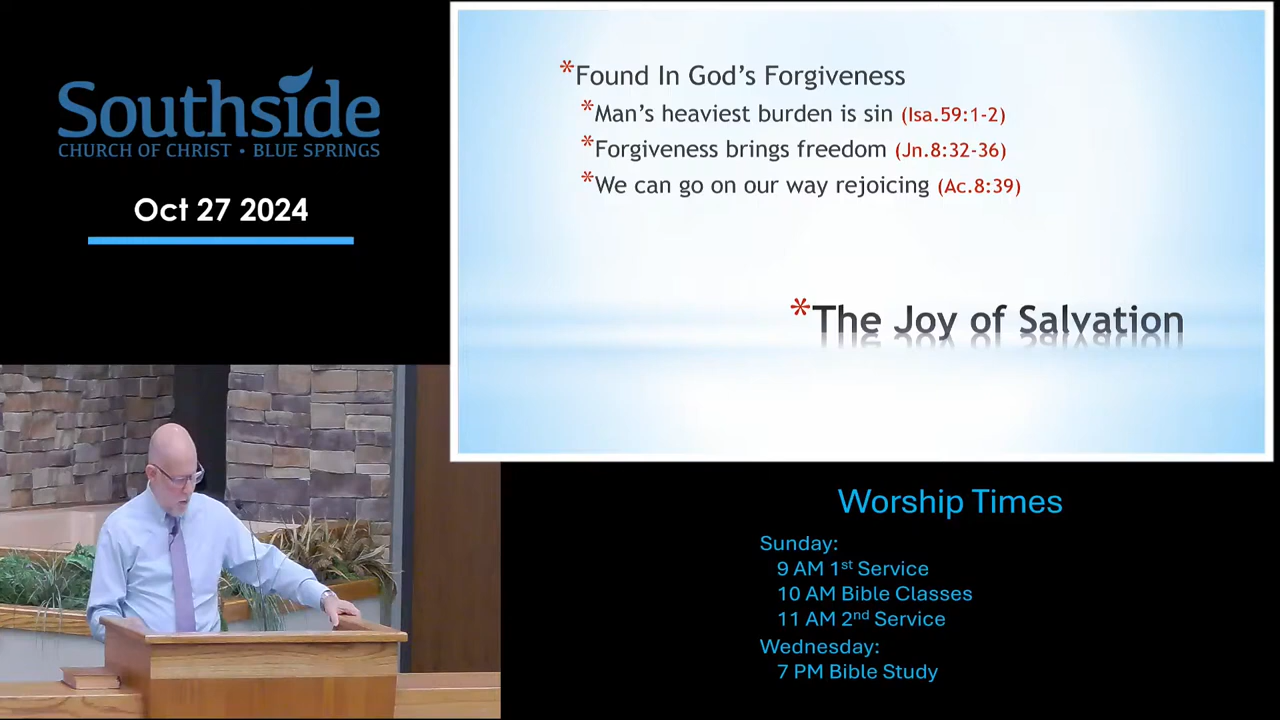 Southside
CHURCH OF CHRIST • BLUE SPRINGS
Oct 27 2024
*Found In God's Forgiveness
*Man's heaviest burden is sin (Isa.59:1-2)
*Forgiveness brings freedom (Jn.8:32-36)
*We can go on our way rejoicing (Ac.8:39)
*The Joy of Salvation
Worship Times
Sunday:
9 AM 1st Service
10 AM Bible Classes
11 AM 2nd Service
Wednesday:
7 PM Bible Study